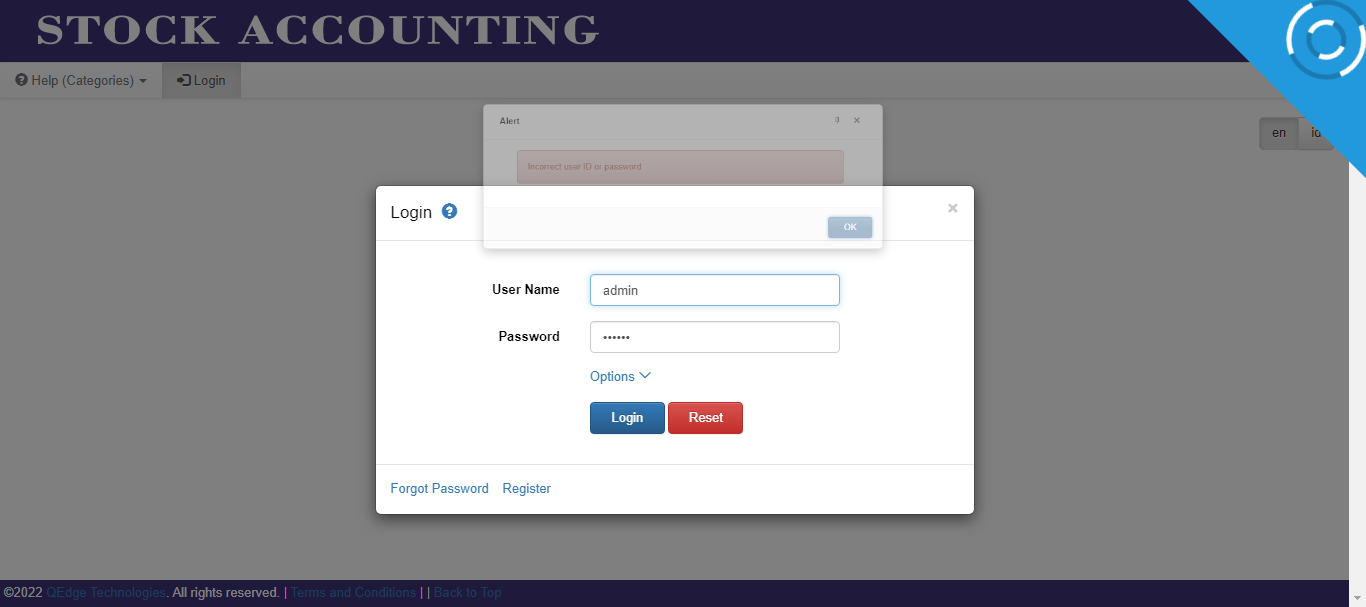 STOCK ACCOUNTING
Help (Categories) Login
Alert
en id
Incorrect user ID or password
Login
OK
User Name admin
Password ••••••
Options
Login Reset
Forgot Password Register
©2022 QEdge Technologies. All rights reserved. | Terms and Conditions | | Back to Top